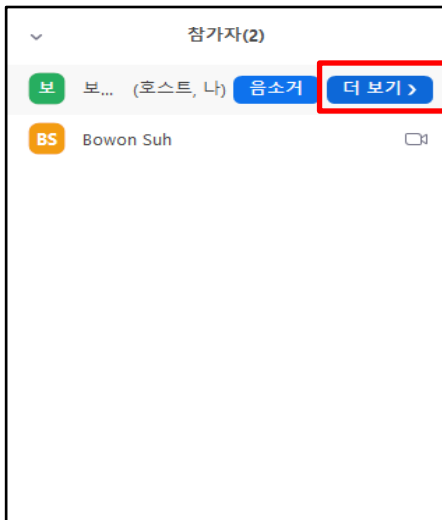 참가자(2)
보 보... (호스트, 나) 음소거 더 보기 >
BS Bowon Suh